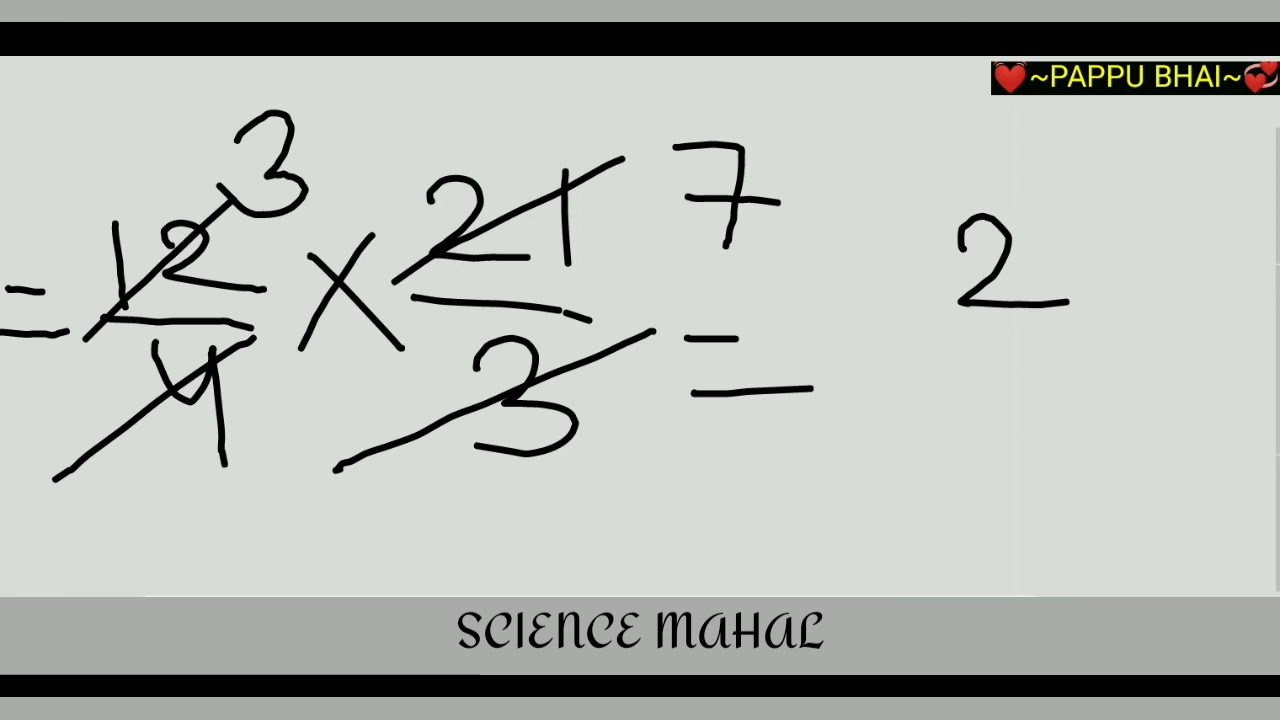 ❤️~PAPPU BHAI~💞
3 7
= 12/4 × 21/3 = 2
SCIENCE MAHAL